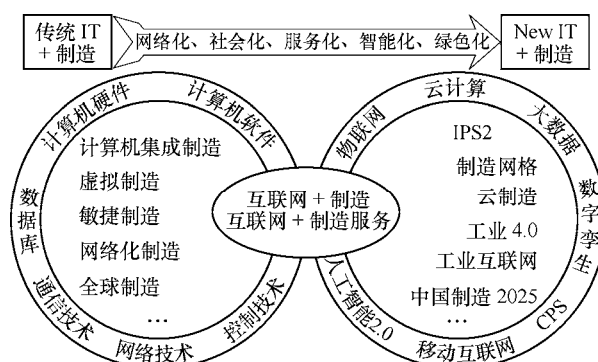 传统 IT
+ 制造
网络化、社会化、服务化、智能化、绿色化
New IT
+ 制造
计算机硬件
计算机软件
数据库
通信技术
网络技术
控制技术
计算机集成制造
虚拟制造
敏捷制造
网络化制造
全球制造
…
互联网 + 制造
互联网 + 制造服务
物联网
云计算
大数据
数字孪生
CPS
移动互联网
人工智能2.0
IPS2
制造网格
云制造
工业 4.0
工业互联网
中国制造 2025
…